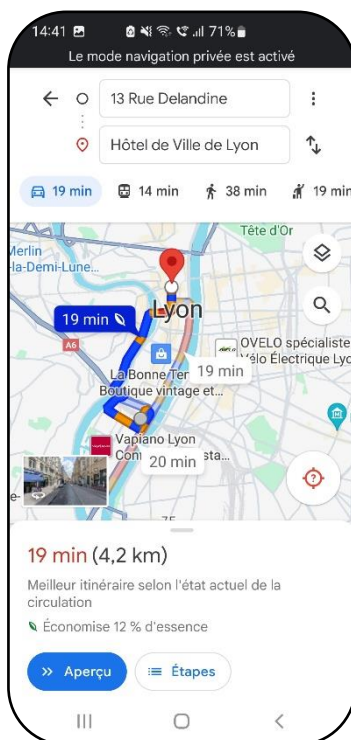 14:41
71%
Le mode navigation privée est activé
13 Rue Delandine
Hôtel de Ville de Lyon
19 min
14 min
38 min
19 min
Tête d'Or
Merlin
-la-Demi-Lune...
19 min
Lyon
A6
OVELO spécialiste
Vélo Électrique Lyo
19 min
La Bonne Ter
Boutique vintage et...
Vapiano Lyon
Con
sta...
20 min
19 min (4,2 km)
Meilleur itinéraire selon l'état actuel de la
circulation
Économise 12 % d'essence
Aperçu
Étapes